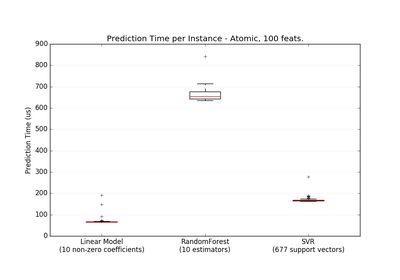 Prediction Time per Instance - Atomic, 100 feats.
900
800
700
600
500
400
300
200
100
0
Prediction Time (us)
Linear Model
(10 non-zero coefficients)
RandomForest
(10 estimators)
SVR
(677 support vectors)